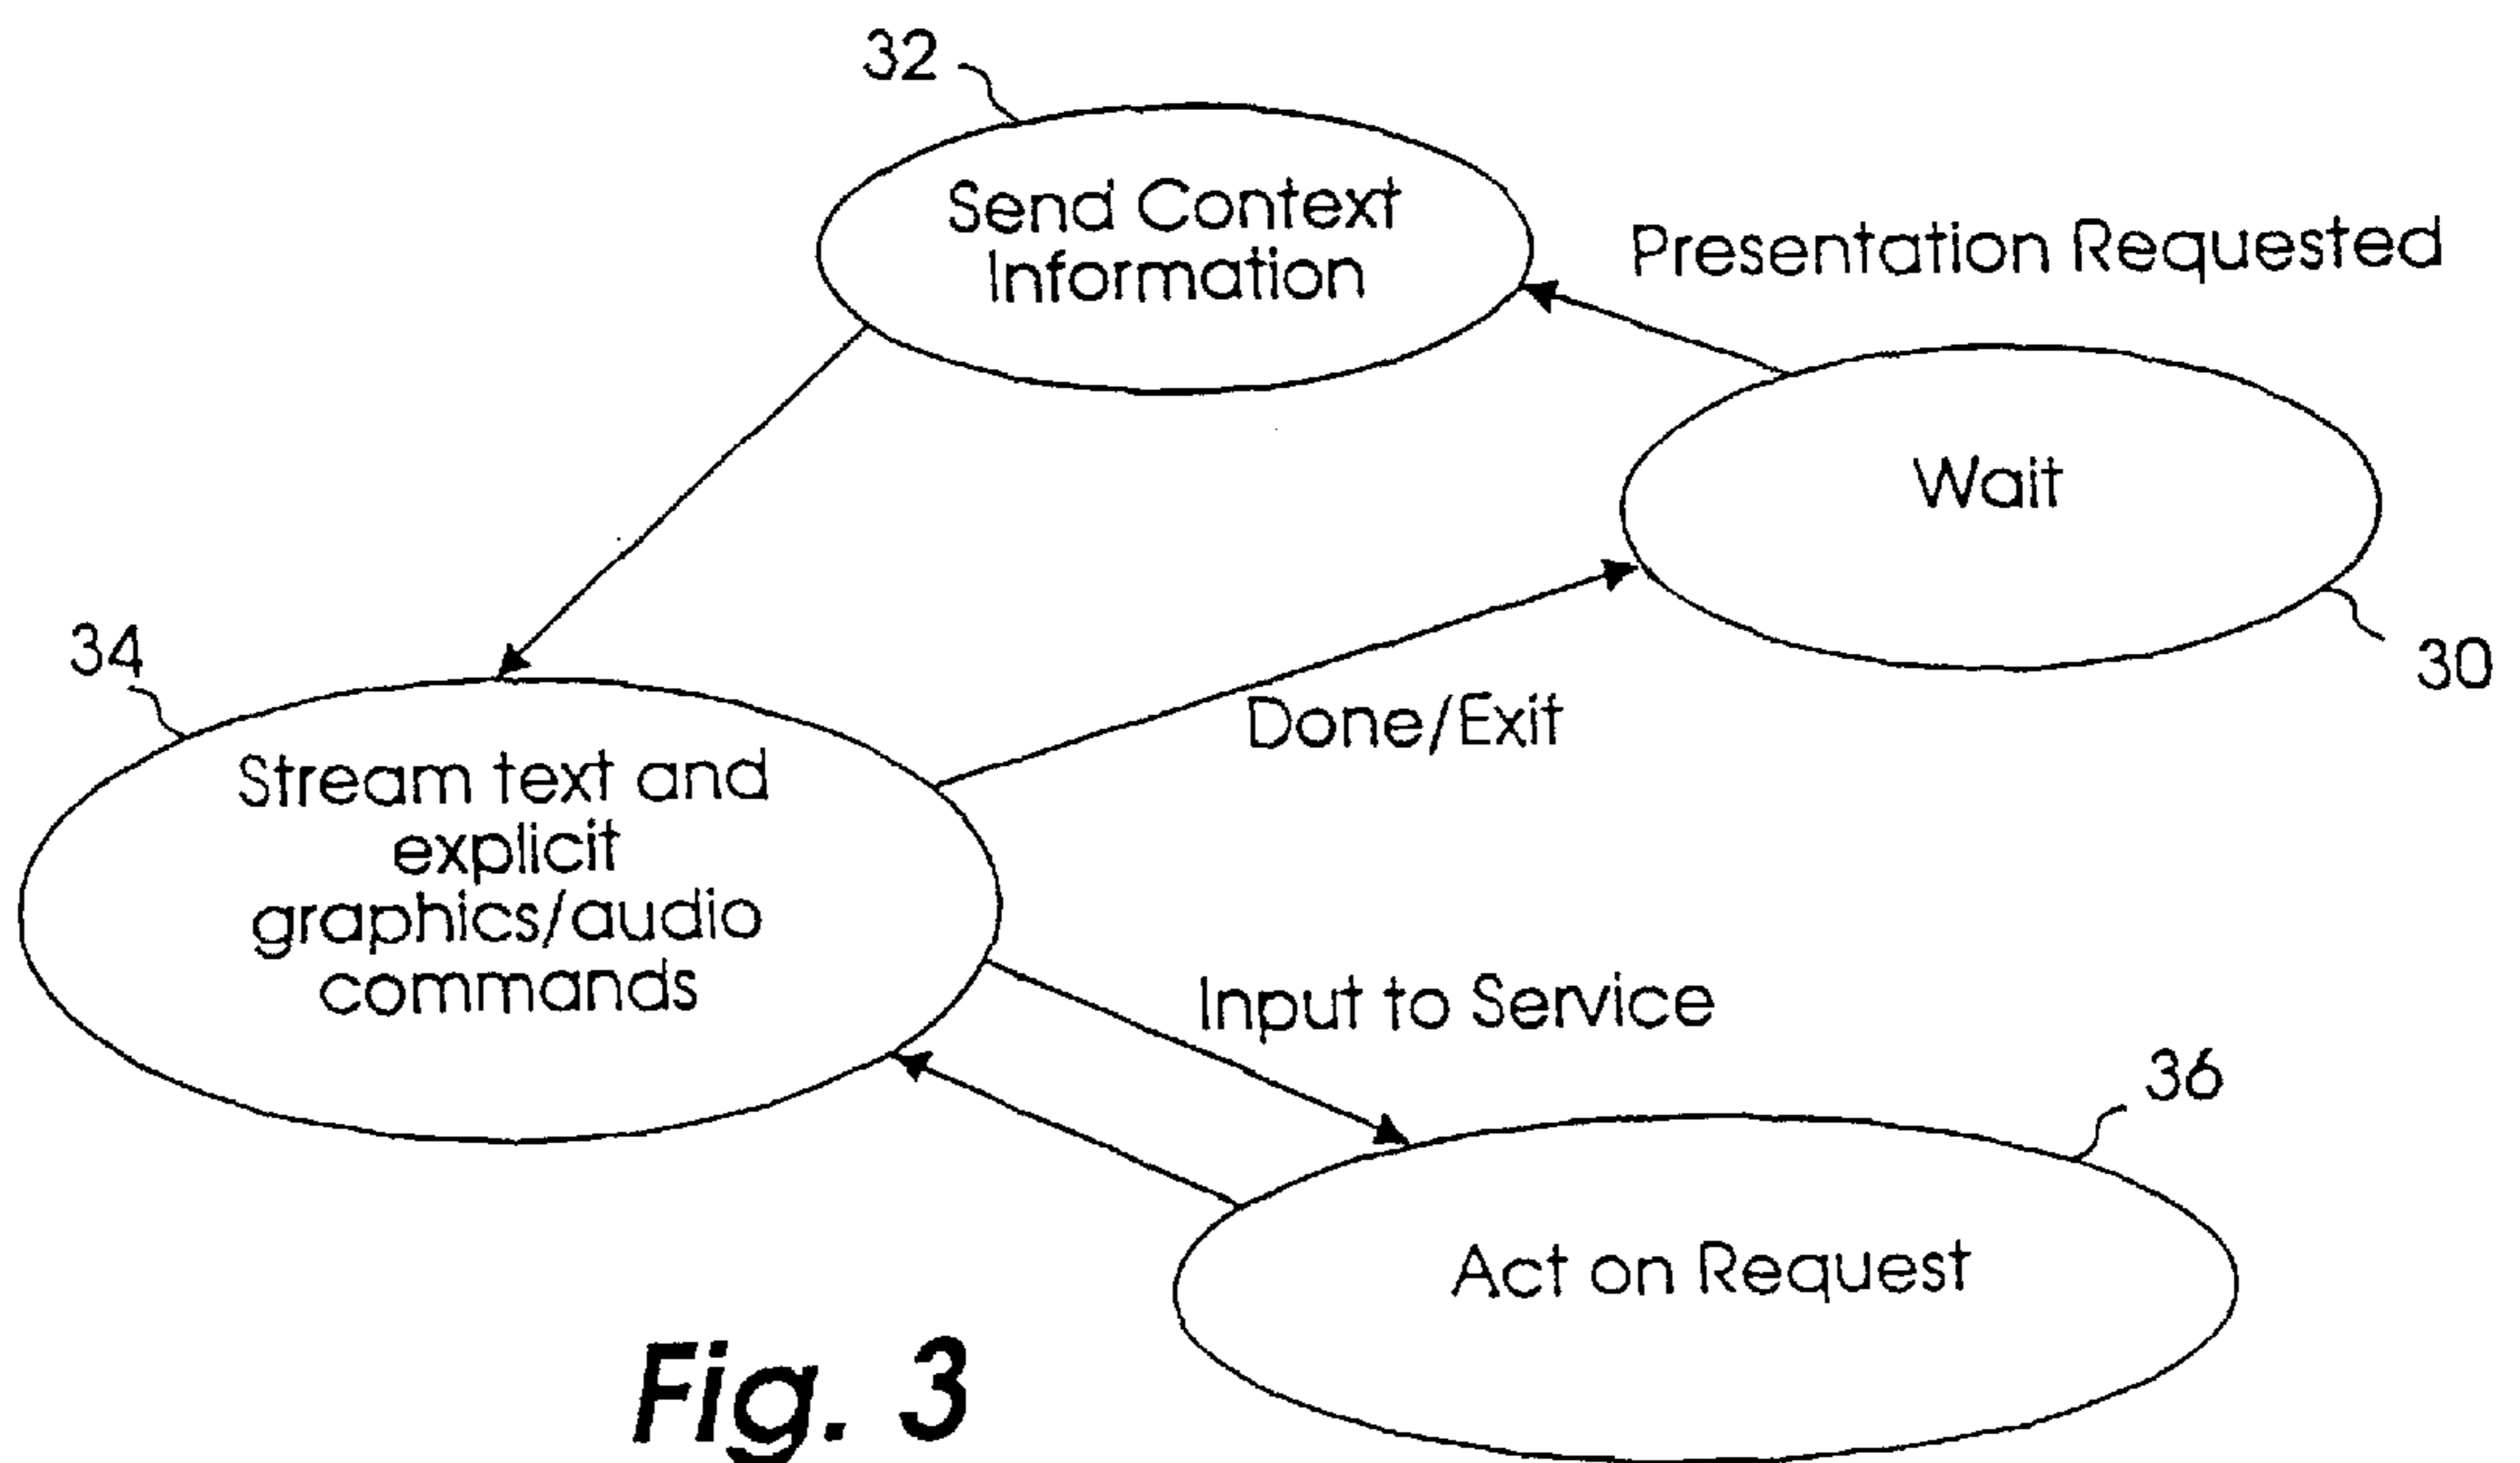 32
Send Context
Information
Presentation Requested
Wait
30
34
Stream text and
explicit
graphics/audio
commands
Done/Exit
Input to Service
36
Act on Request
Fig. 3